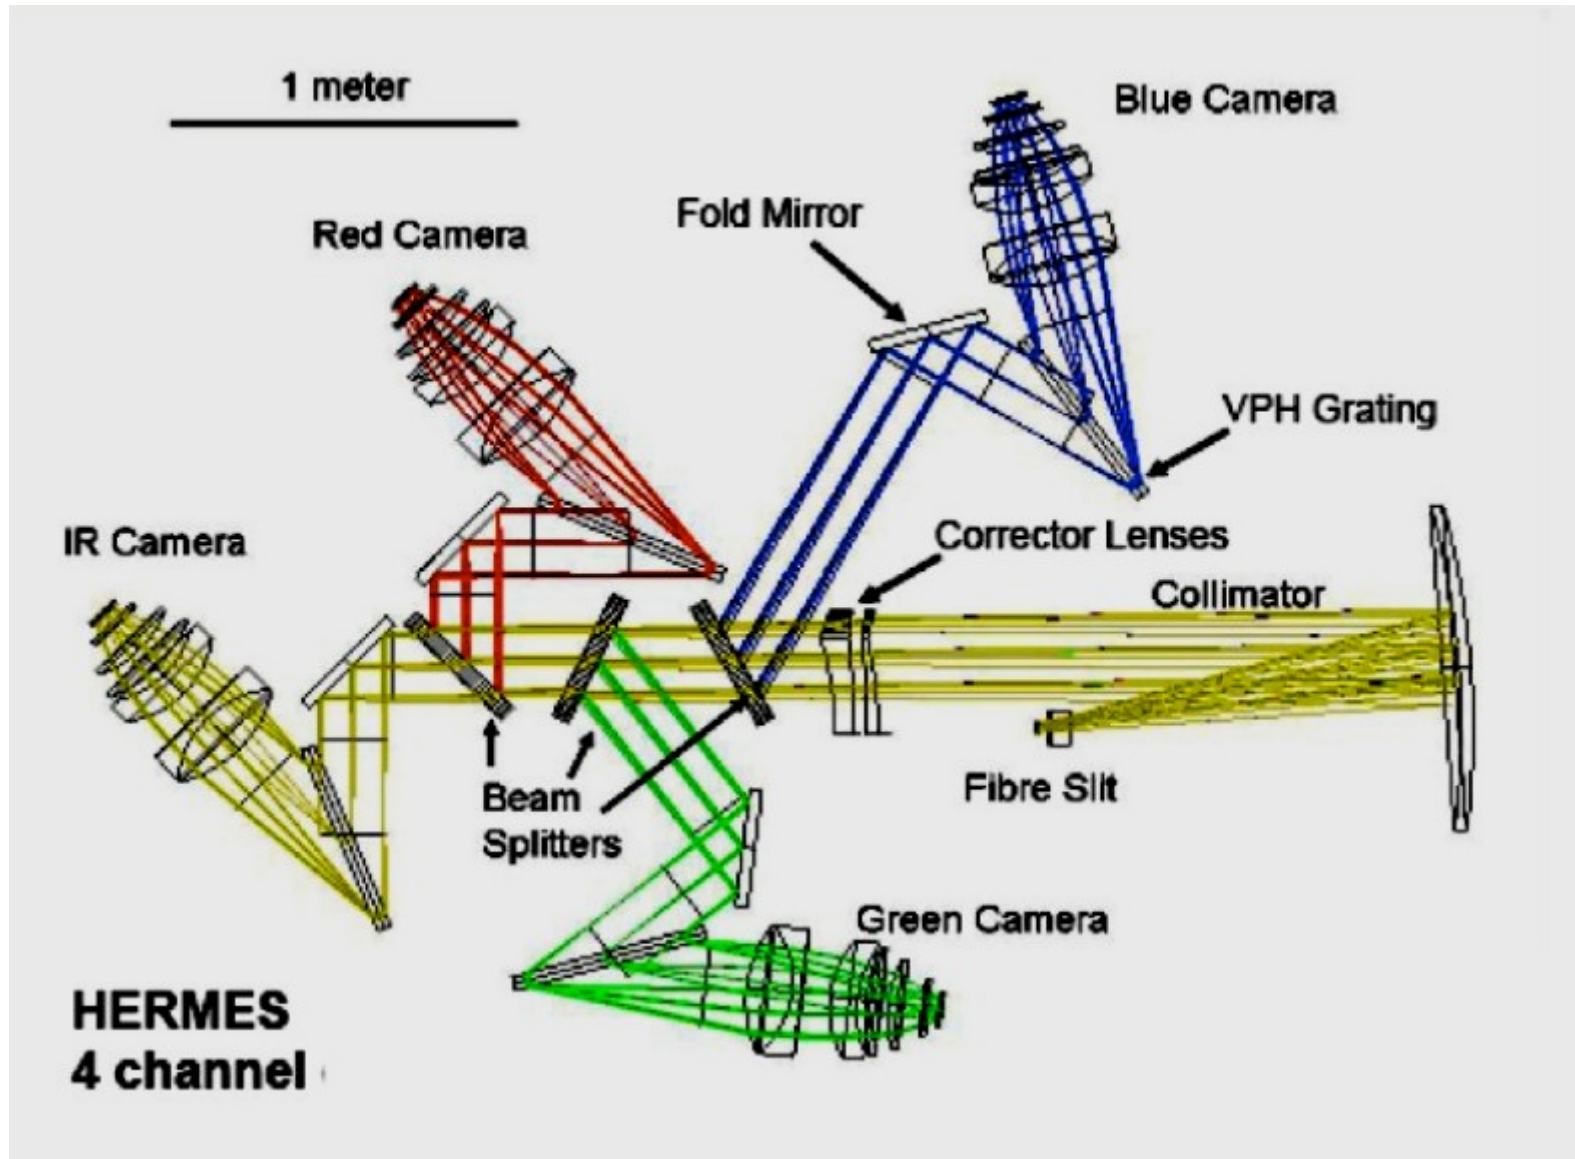 1 meter
Blue Camera
Fold Mirror
Red Camera
VPH Grating
IR Camera
Corrector Lenses
Collimator
Fibre Slit
Beam
Splitters
Green Camera
HERMES
4 channel